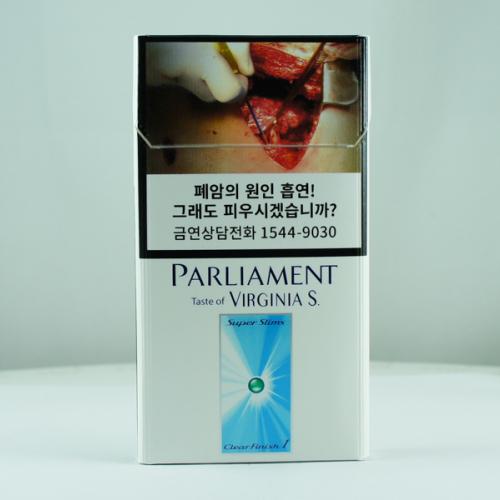 폐암의 원인 흡연!
그래도 피우시겠습니까?
금연상담전화 1544-9030
PARLIAMENT
Taste of VIRGINIA S.
Super Slims
Clear Finish 1